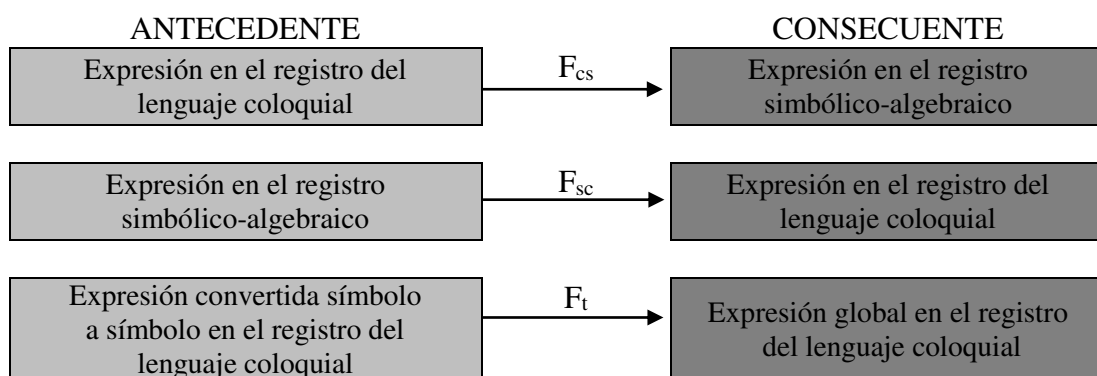 ANTECEDENTE
CONSECUENTE
Expresión en el registro del
lenguaje coloquial
Fcs
Expresión en el registro
simbólico-algebraico
Expresión en el registro
simbólico-algebraico
Fsc
Expresión en el registro del
lenguaje coloquial
Expresión convertida símbolo
a símbolo en el registro del
lenguaje coloquial
Ft
Expresión global en el registro
del lenguaje coloquial